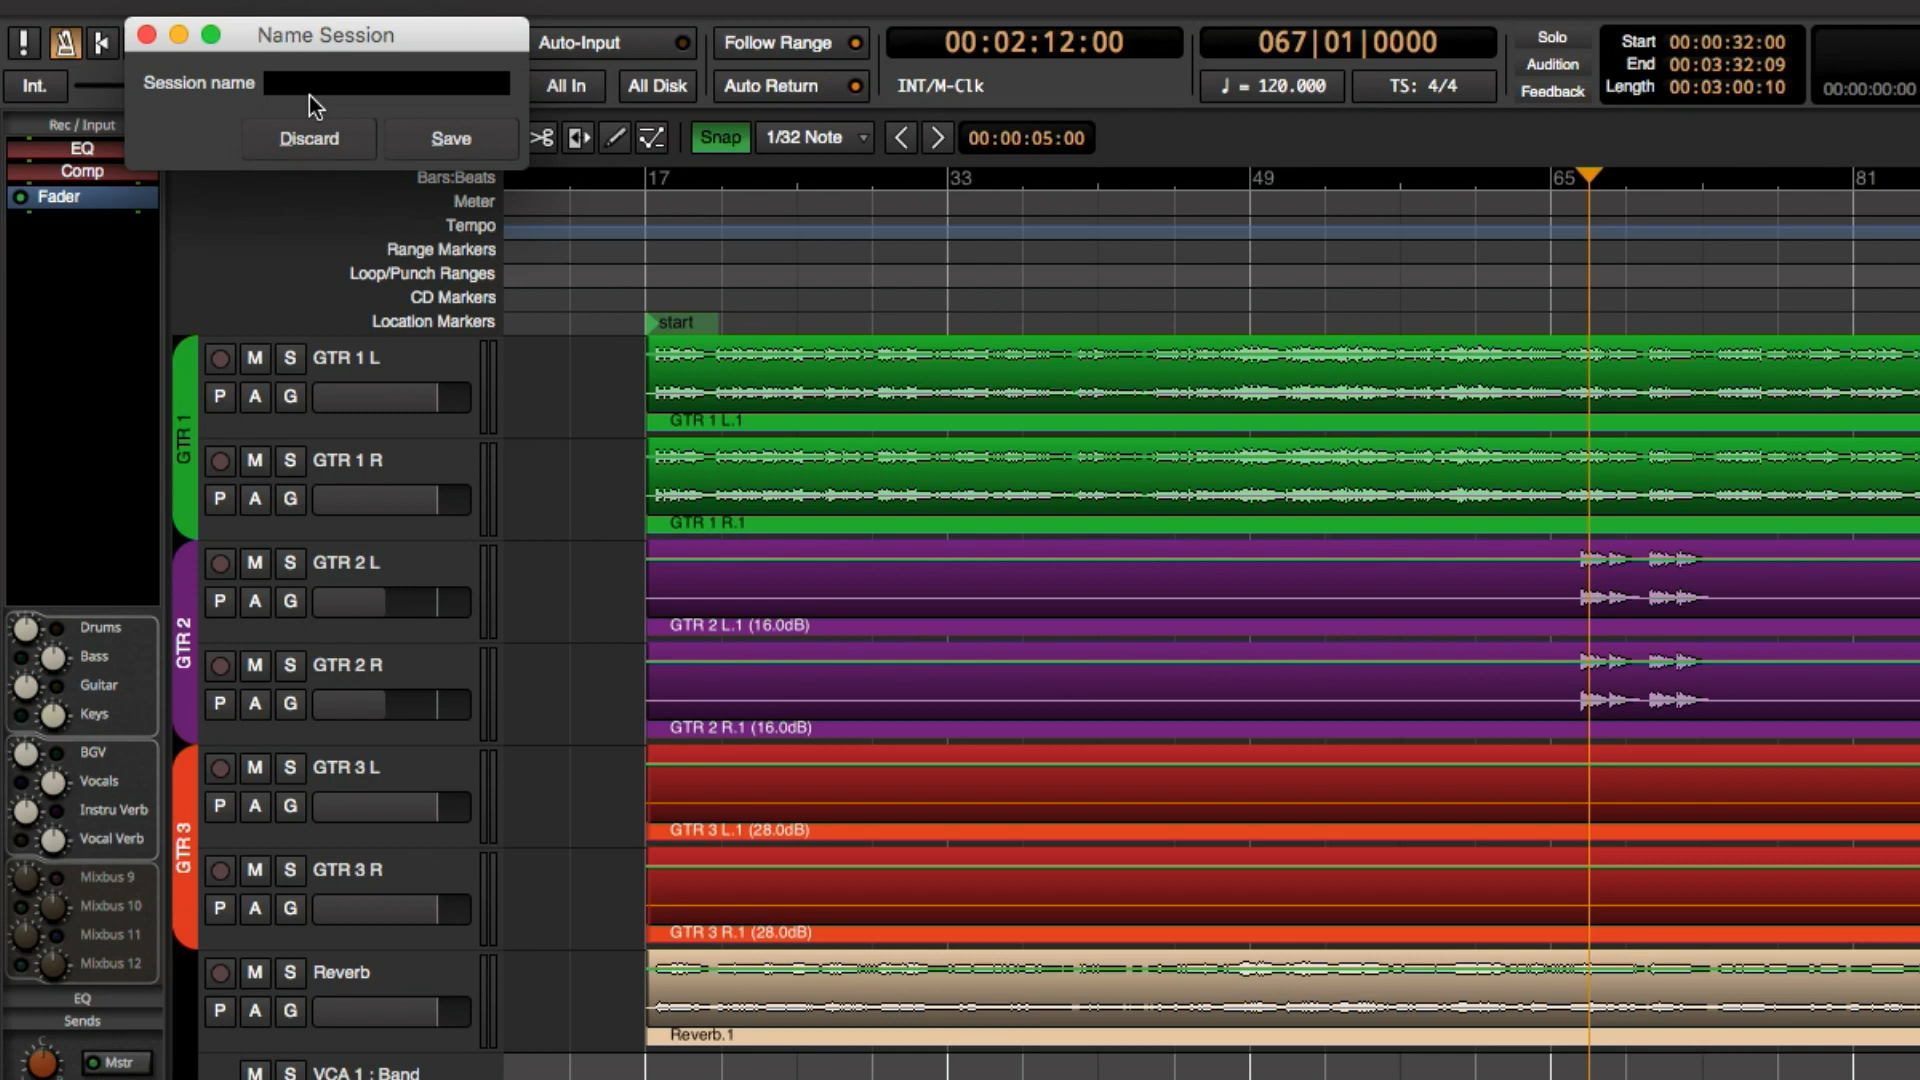 Name Session
Session name
Discard
Save
!
Int.
Auto-Input
All In
All Disk
Follow Range
Auto Return
00:02:12:00
INT/M-Clk
067|01|0000
♩ = 120.000
TS: 4/4
Solo
Audition
Feedback
Start 00:00:32:00
End 00:03:32:09
Length 00:03:00:10
00:00:00:00
Snap
1/32 Note
00:00:05:00
Rec / Input
EQ
Comp
Fader
Bars:Beats
17
33
49
65
81
Meter
Tempo
Range Markers
Loop/Punch Ranges
CD Markers
Location Markers
start
GTR 1
M S GTR 1 L
P A G
GTR 1 L.1
M S GTR 1 R
P A G
GTR 1 R.1
GTR 2
M S GTR 2 L
P A G
GTR 2 L.1 (16.0dB)
M S GTR 2 R
P A G
GTR 2 R.1 (16.0dB)
GTR 3
M S GTR 3 L
P A G
GTR 3 L.1 (28.0dB)
M S GTR 3 R
P A G
GTR 3 R.1 (28.0dB)
M S Reverb
P A G
Reverb.1
M S VCA 1 : Band
Drums
Bass
Guitar
Keys
BGV
Vocals
Instru Verb
Vocal Verb
Mixbus 9
Mixbus 10
Mixbus 11
Mixbus 12
EQ
Sends
C
Mstr